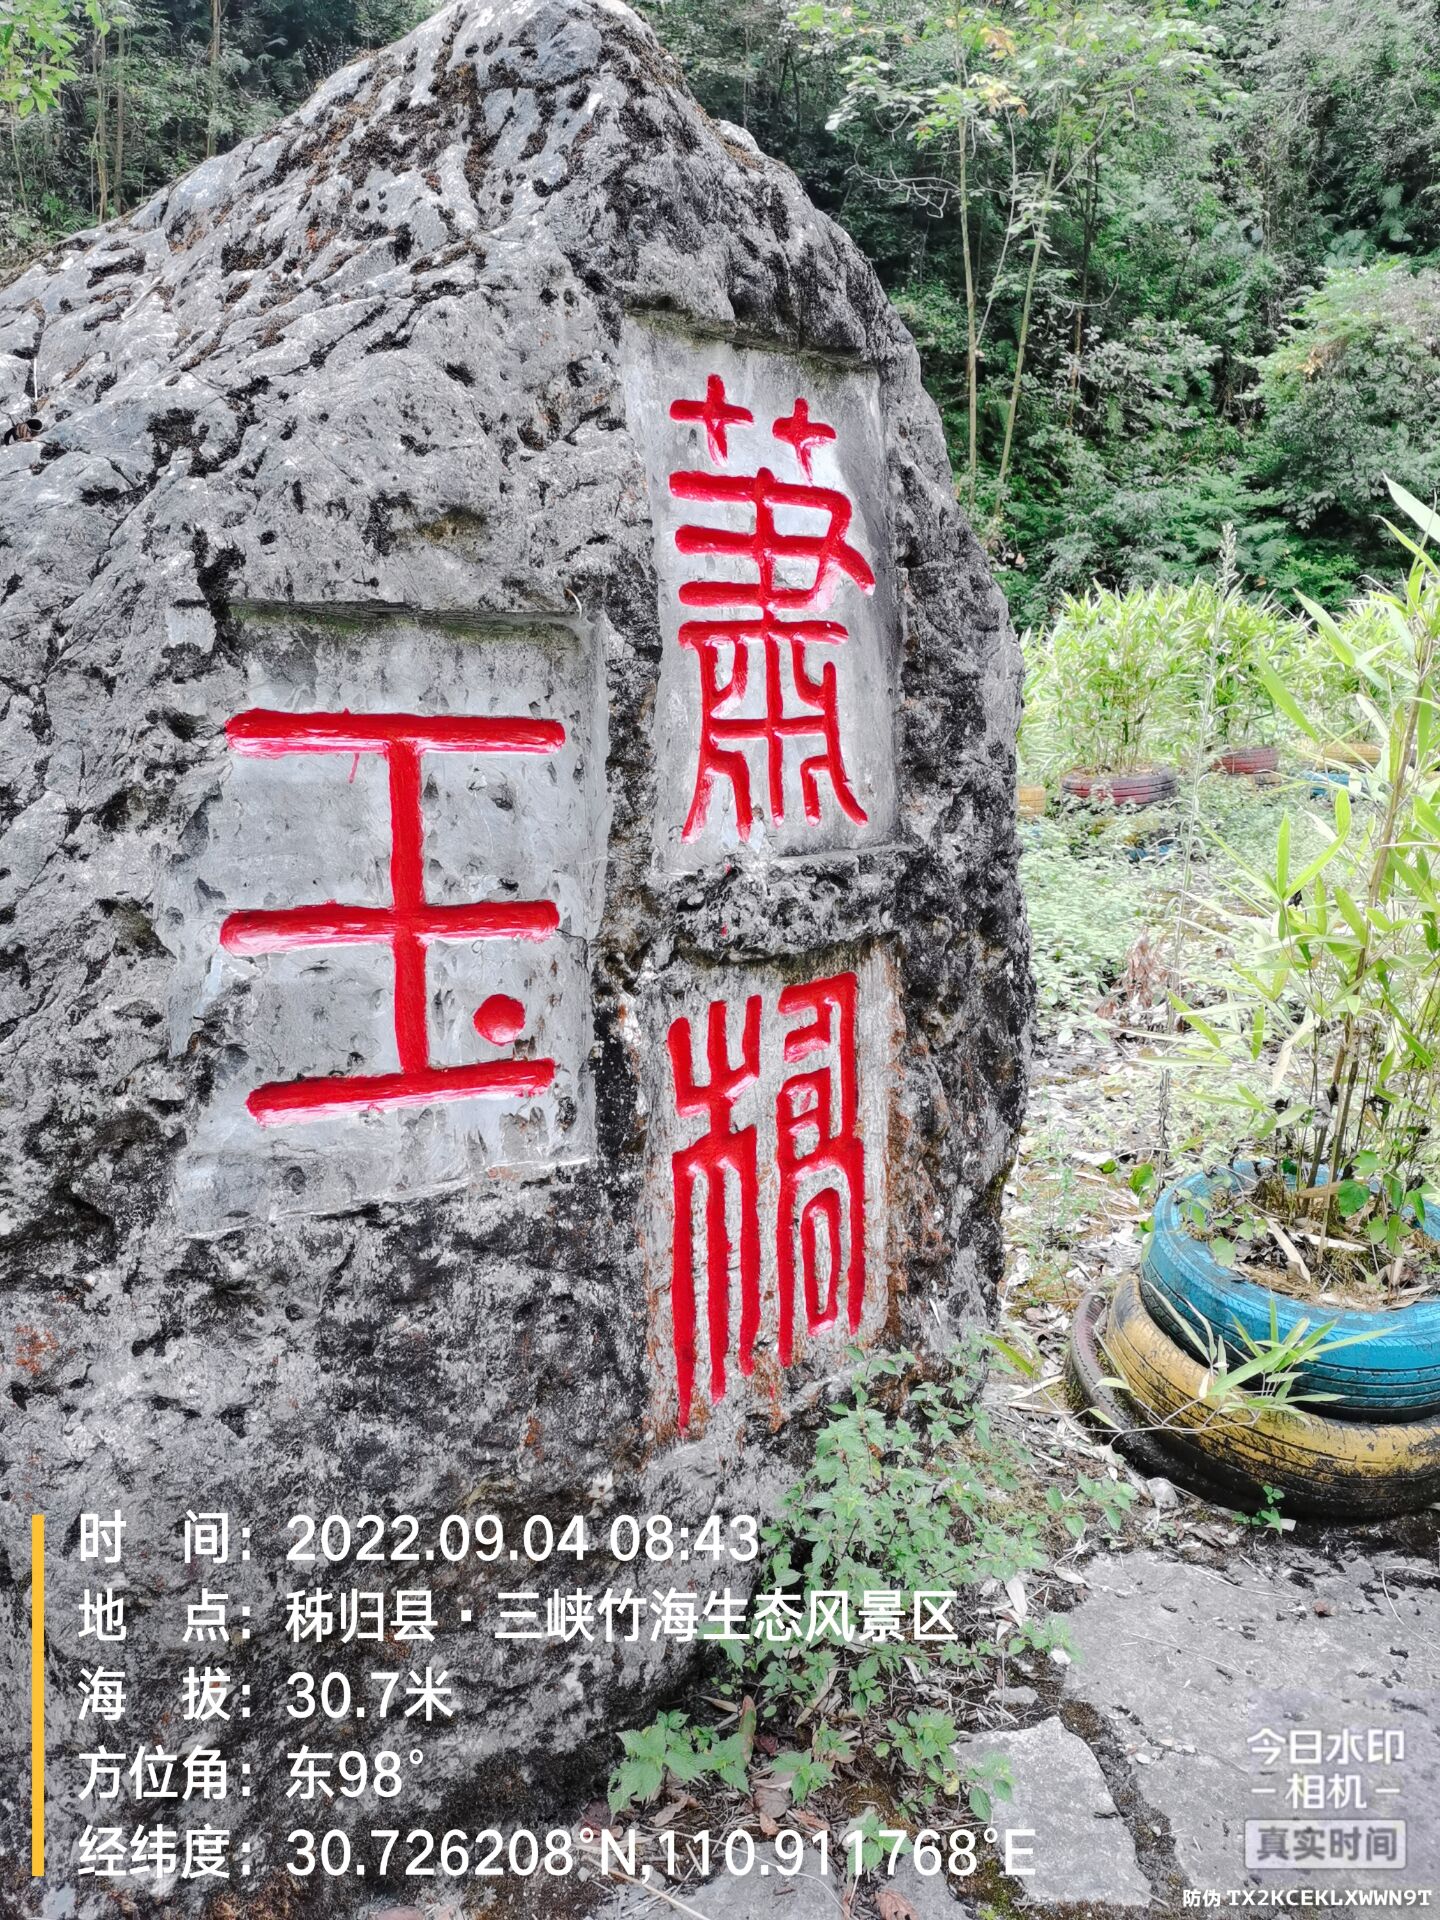 蕭橋
玉
时 间：2022.09.04 08:43
地 点：秭归县·三峡竹海生态风景区
海 拔：30.7米
方位角：东98°
经纬度：30.726208°N,110.911768°E
今日水印
相机
真实时间
防伪 TX2KCEKLXWWN9T